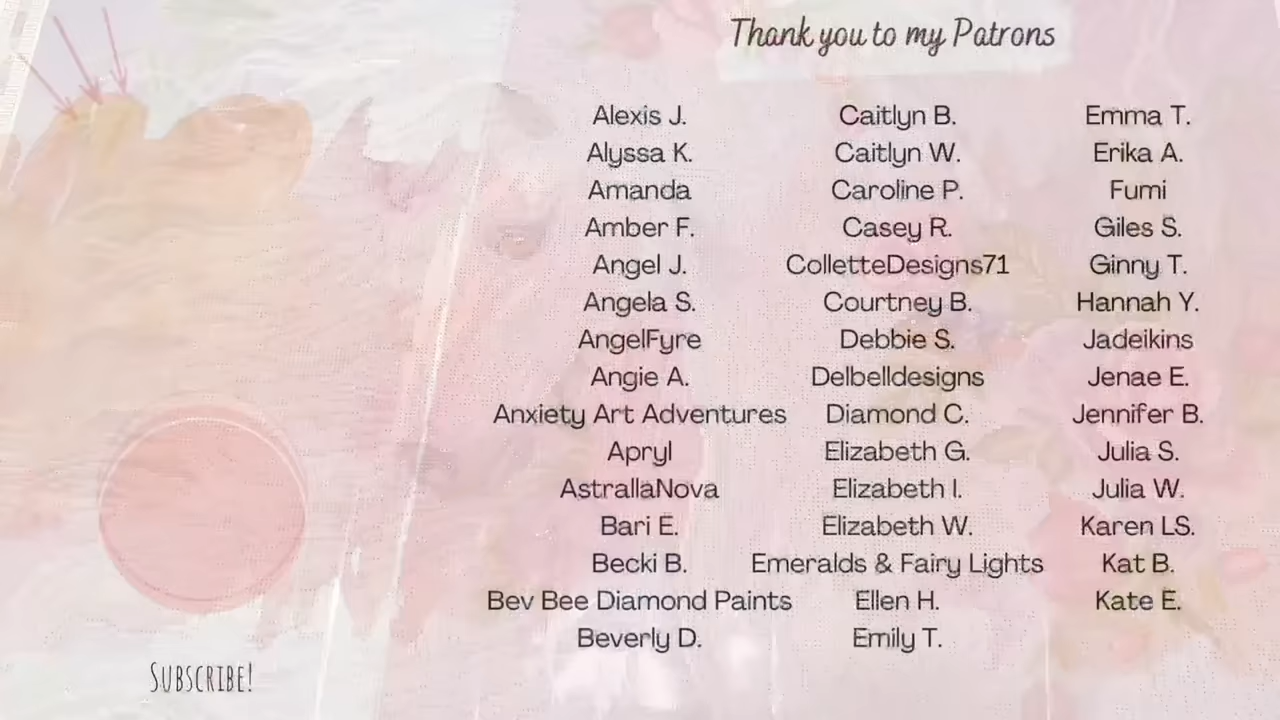 Thank you to my Patrons
Alexis J.
Alyssa K.
Amanda
Amber F.
Angel J.
Angela S.
AngelFyre
Angie A.
Anxiety Art Adventures
Apryl
AstrallaNova
Bari E.
Becki B.
Bev Bee Diamond Paints
Beverly D.
Caitlyn B.
Caitlyn W.
Caroline P.
Casey R.
ColletteDesigns71
Courtney B.
Debbie S.
Delbelldesigns
Diamond C.
Elizabeth G.
Elizabeth I.
Elizabeth W.
Emeralds & Fairy Lights
Ellen H.
Emily T.
Emma T.
Erika A.
Fumi
Giles S.
Ginny T.
Hannah Y.
Jadeikins
Jenae E.
Jennifer B.
Julia S.
Julia W.
Karen LS.
Kat B.
Kate E.
Subscribe!